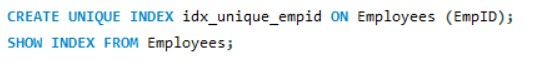 CREATE UNIQUE INDEX idx_unique_empid ON Employees (EmpID);
SHOW INDEX FROM Employees;